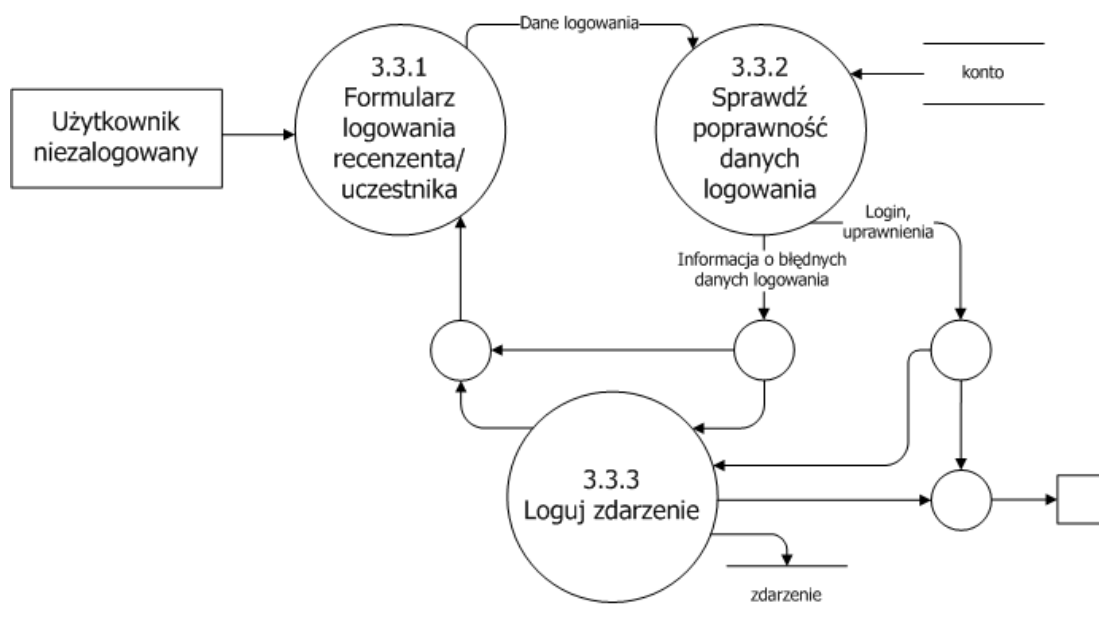 Dane logowania
3.3.1
Formularz
logowania
recenzenta/
uczestnika
3.3.2
Sprawdź
poprawność
danych
logowania
konto
Użytkownik
niezalogowany
Login,
uprawnienia
Informacja o błędnych
danych logowania
3.3.3
Loguj zdarzenie
zdarzenie